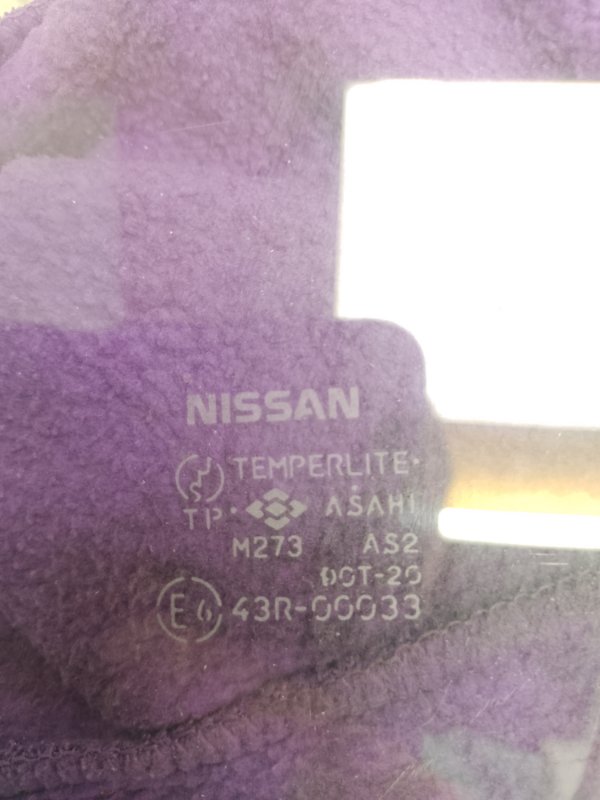 NISSAN
TEMPERLITE
TP ASAHI
M273 AS2
DOT-20
E6 43R-00033